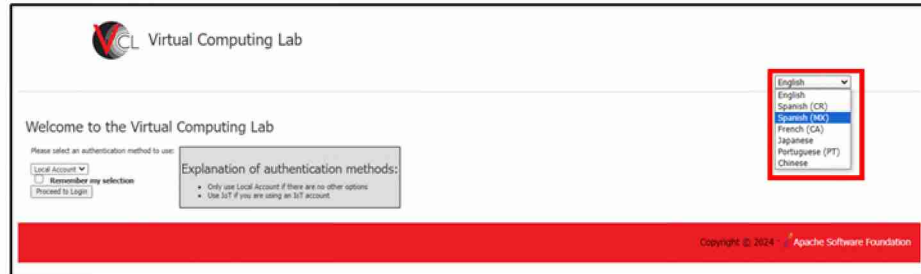 VCL Virtual Computing Lab
English
English
Spanish (CR)
Spanish (MX)
French (CA)
Japanese
Portuguese (PT)
Chinese
Welcome to the Virtual Computing Lab
Please select an authentication method to use:
Local Account
Remember my selection
Proceed to Login
Explanation of authentication methods:
• Only use Local Account if there are no other options
• Use IoT if you are using an IoT account
Copyright © 2024 - Apache Software Foundation